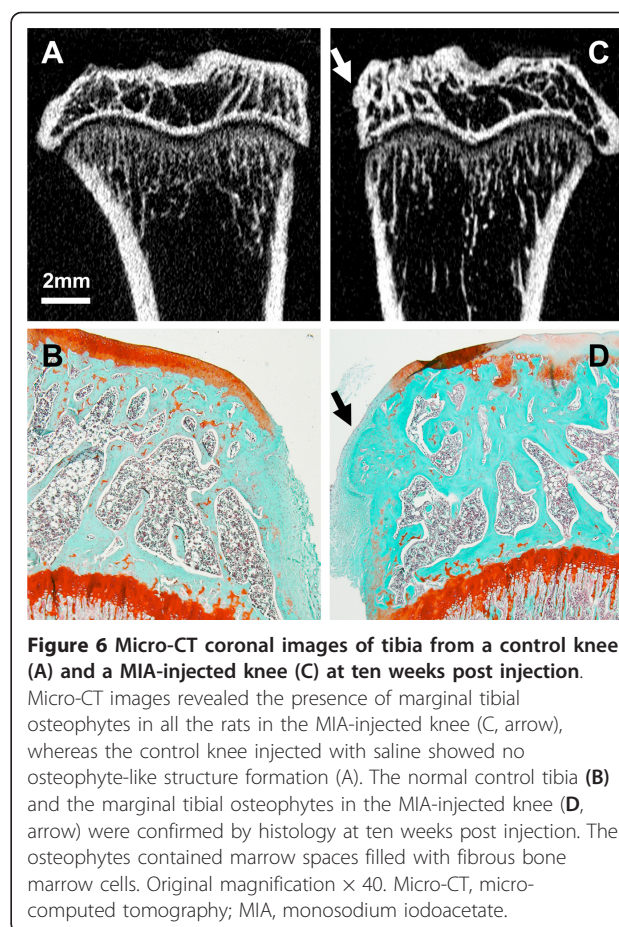 A
C
2mm
B
D
Figure 6 Micro-CT coronal images of tibia from a control knee
(A) and a MIA-injected knee (C) at ten weeks post injection.
Micro-CT images revealed the presence of marginal tibial
osteophytes in all the rats in the MIA-injected knee (C, arrow),
whereas the control knee injected with saline showed no
osteophyte-like structure formation (A). The normal control tibia (B)
and the marginal tibial osteophytes in the MIA-injected knee (D,
arrow) were confirmed by histology at ten weeks post injection. The
osteophytes contained marrow spaces filled with fibrous bone
marrow cells. Original magnification × 40. Micro-CT, micro-
computed tomography; MIA, monosodium iodoacetate.